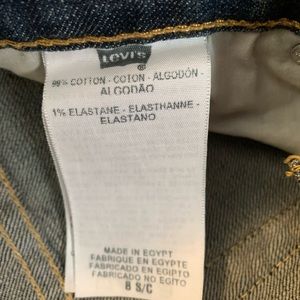 Levi's
®
99% COTTON - COTON - ALGODÓN -
ALGODÃO
1% ELASTANE - ELASTHANNE -
ELASTANO
MADE IN EGYPT
FABRIQUE EN EGYPTE
FABRICADO EN EGIPTO
FABRICADO NO EGITO
8 S/C